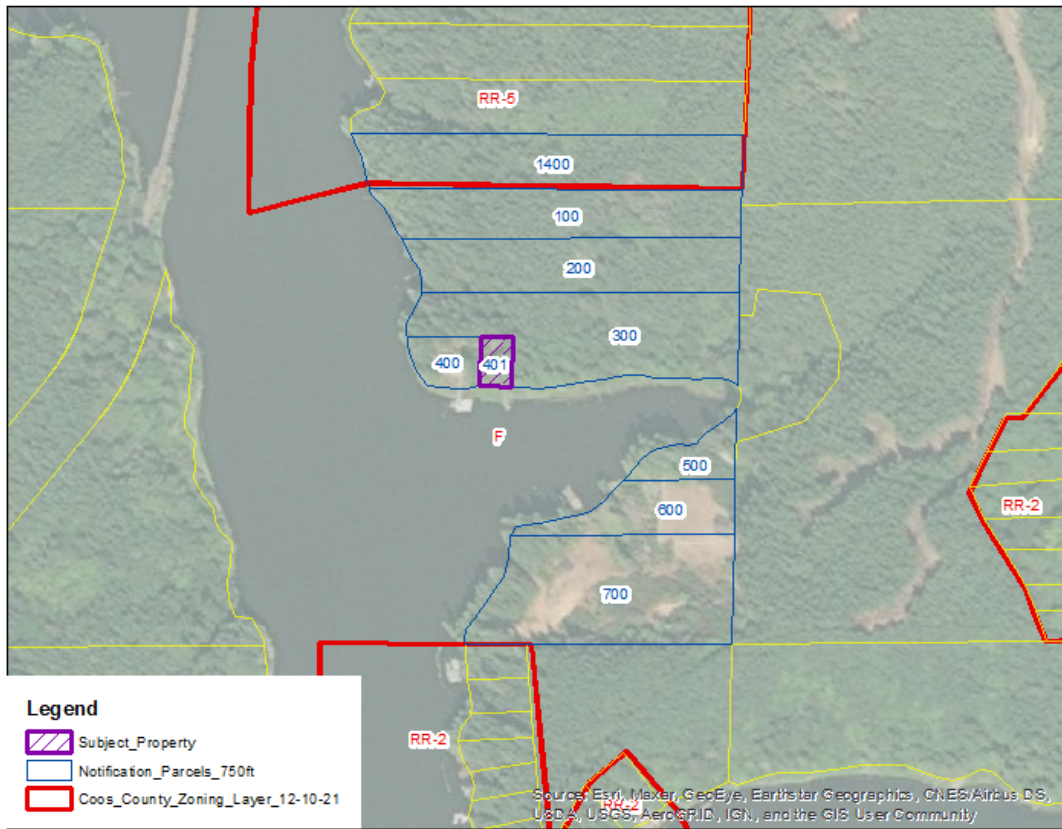 RR-5
1400
100
200
300
400
401
F
500
RR-2
600
700
RR-2
RR-2
Legend
Subject_Property
Notification_Parcels_750ft
Coos_County_Zoning_Layer_12-10-21
Source: Esri, Maxar, GeoEye, Earthstar Geographics, CNES/Airbus DS,
USDA, USGS, AeroGRID, IGN, and the GIS User Community